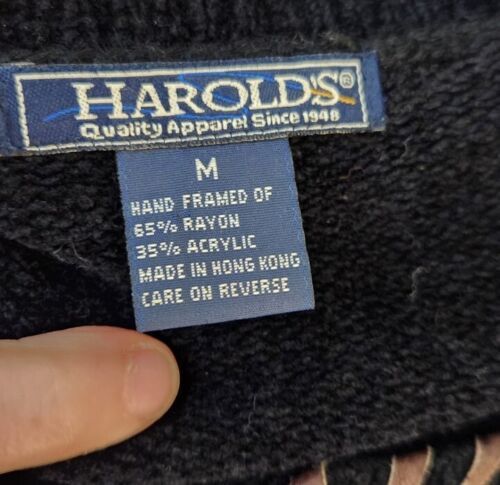 HAROLD'S®
Quality Apparel Since 1948
M
HAND FRAMED OF
65% RAYON
35% ACRYLIC
MADE IN HONG KONG
CARE ON REVERSE